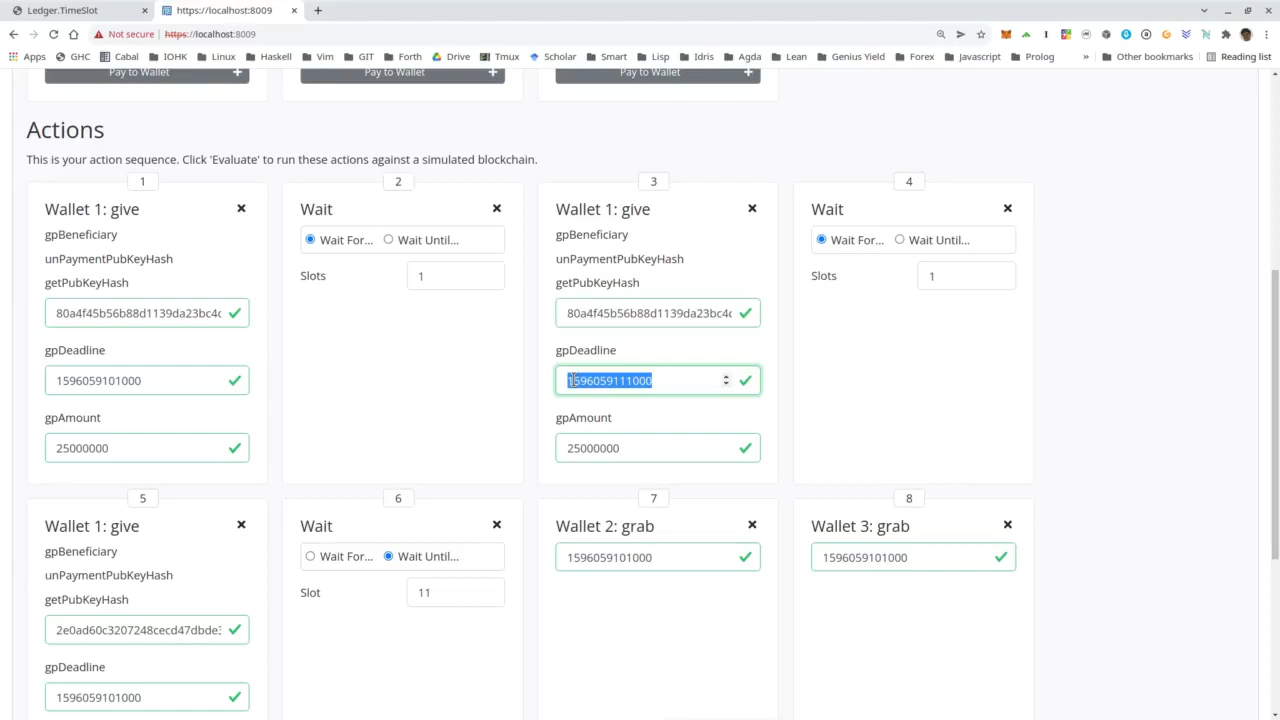 Ledger.TimeSlot
https://localhost:8009
Not secure
https://localhost:8009
Apps
GHC
Cabal
IOHK
Linux
Haskell
Vim
GIT
Forth
Drive
Tmux
Scholar
Smart
Lisp
Idris
Agda
Lean
Genius Yield
Forex
Javascript
Prolog
»
Other bookmarks
Reading list
Pay to Wallet +
Pay to Wallet +
Pay to Wallet +
Actions
This is your action sequence. Click 'Evaluate' to run these actions against a simulated blockchain.
1
Wallet 1: give
gpBeneficiary
unPaymentPubKeyHash
getPubKeyHash
80a4f45b56b88d1139da23bc4c
gpDeadline
1596059101000
gpAmount
25000000
2
Wait
Wait For... Wait Until...
Slots 1
3
Wallet 1: give
gpBeneficiary
unPaymentPubKeyHash
getPubKeyHash
80a4f45b56b88d1139da23bc4c
gpDeadline
1596059111000
gpAmount
25000000
4
Wait
Wait For... Wait Until...
Slots 1
5
Wallet 1: give
gpBeneficiary
unPaymentPubKeyHash
getPubKeyHash
2e0ad60c3207248cecd47dbde3
gpDeadline
1596059101000
6
Wait
Wait For... Wait Until...
Slot 11
7
Wallet 2: grab
1596059101000
8
Wallet 3: grab
1596059101000